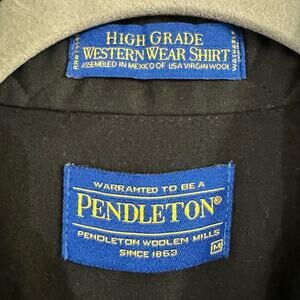 HIGH GRADE
WESTERN WEAR SHIRT
ASSEMBLED IN MEXICO OF USA VIRGIN WOOL
WARRANTED TO BE A
PENDLETON®
PENDLETON WOOLEN MILLS
SINCE 1863
M